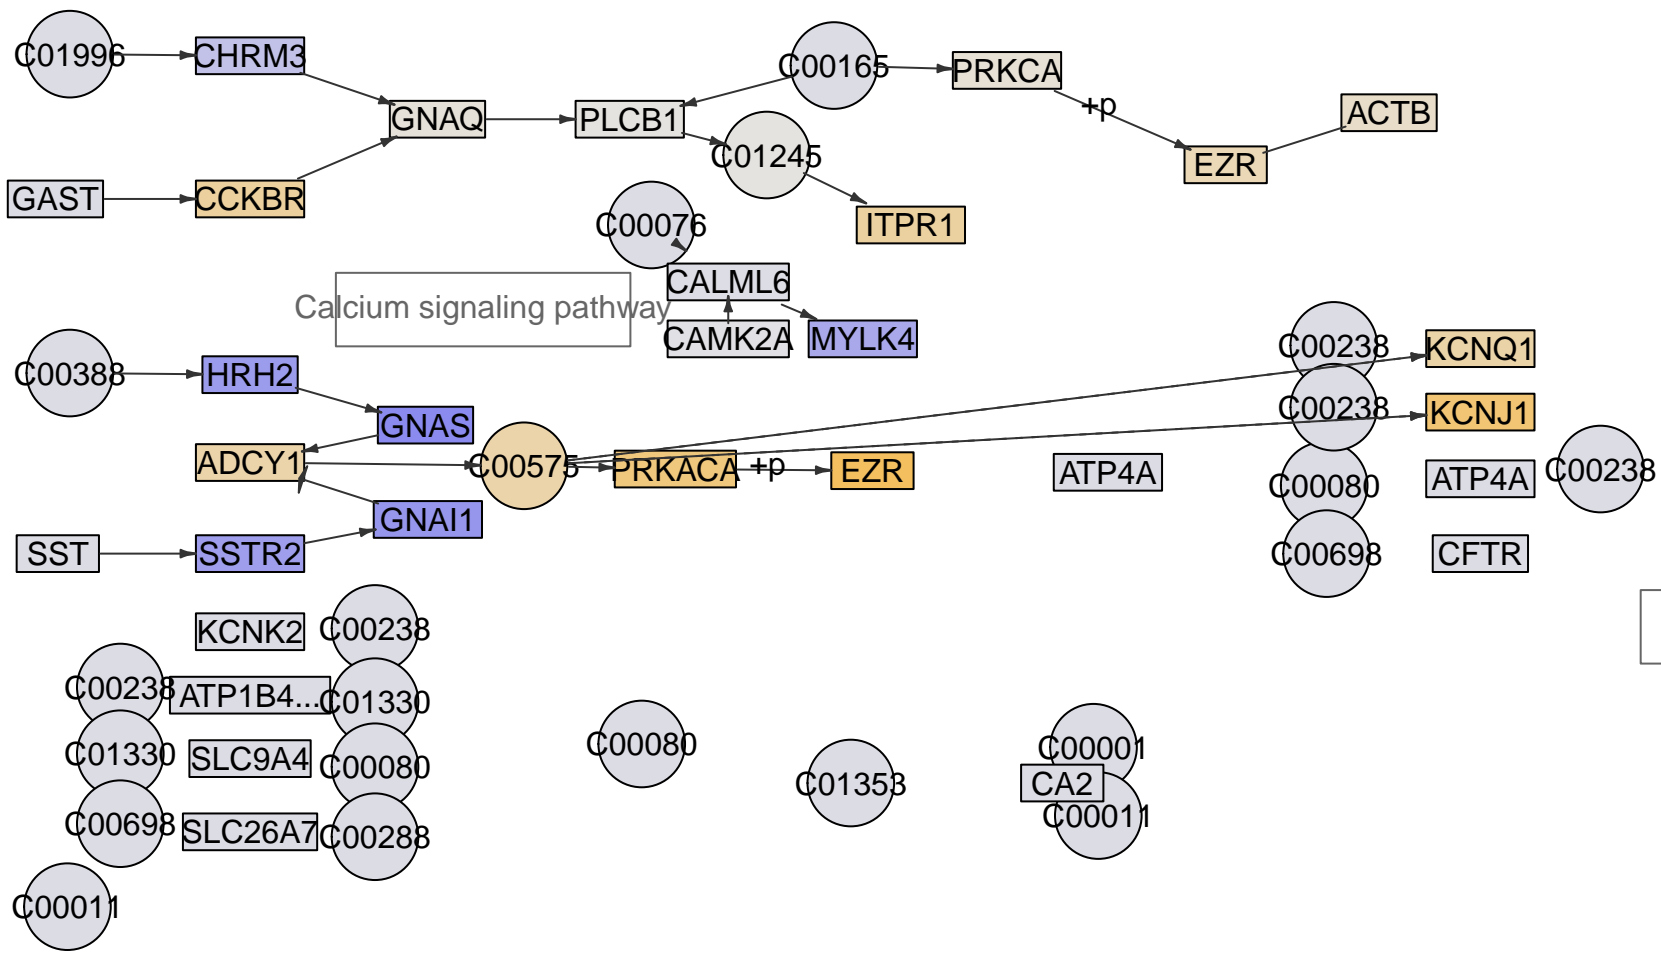 C01996
CHRM3
C00165
PRKCA
GNAQ
PLCB1
+p
ACTB
C01245
EZR
GAST
CCKBR
C00076
ITPR1
CALML6
Calcium signaling pathway
CAMK2A
MYLK4
C00238
KCNQ1
C00388
HRH2
C00238
KCNJ1
GNAS
ADCY1
C00575
PRKACA
+p
EZR
ATP4A
C00080
ATP4A
C00238
GNAI1
SST
SSTR2
C00698
CFTR
KCNK2
C00238
C00238
ATP1B4...
C01330
C01330
SLC9A4
C00080
C00080
C01353
C00001
CA2
C00011
C00698
SLC26A7
C00288
C00011